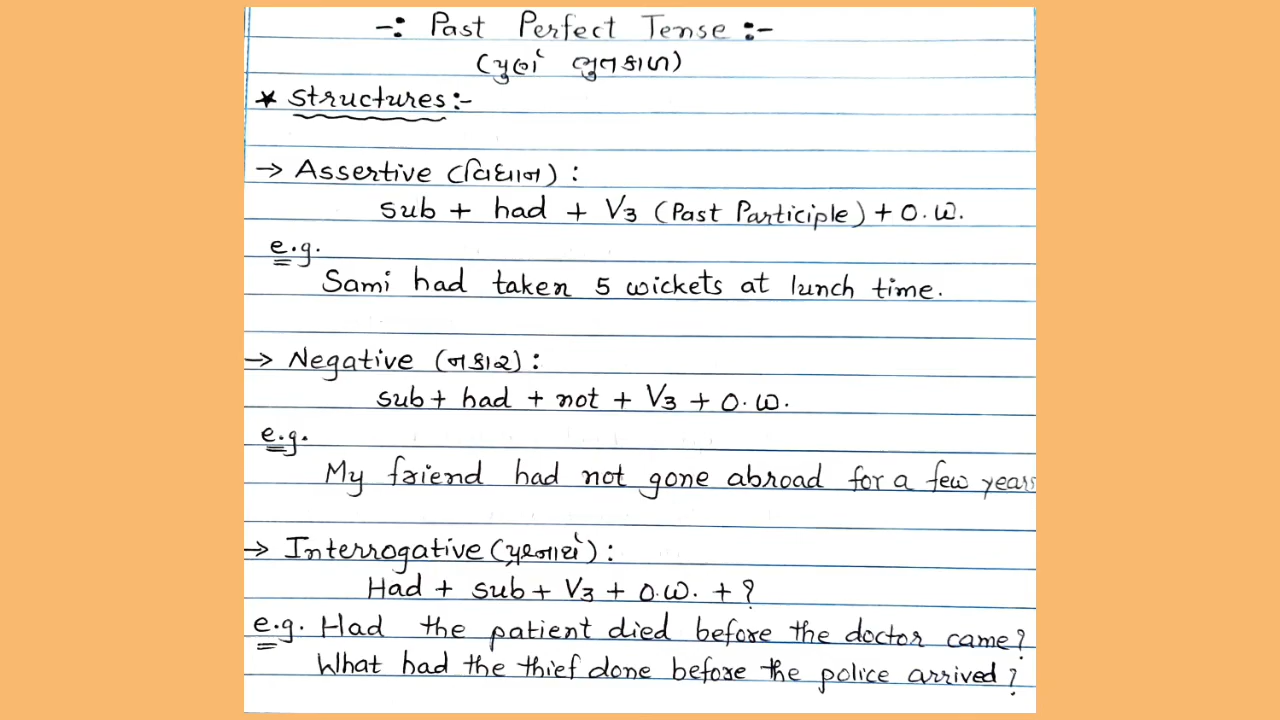 -: Past Perfect Tense :-
(પૂર્ણ ભુતકાળ)
★ Structures :-
→ Assertive (વિધાન) :
sub + had + V3 (Past Participle) + O.W.
e.g.
Sami had taken 5 wickets at lunch time.
→ Negative (નકાર) :
sub + had + not + V3 + O.W.
e.g.
My friend had not gone abroad for a few years
→ Interrogative (પ્રશ્નાર્થ) :
Had + sub + V3 + O.W. + ?
e.g. Had the patient died before the doctor came?
What had the thief done before the police arrived?